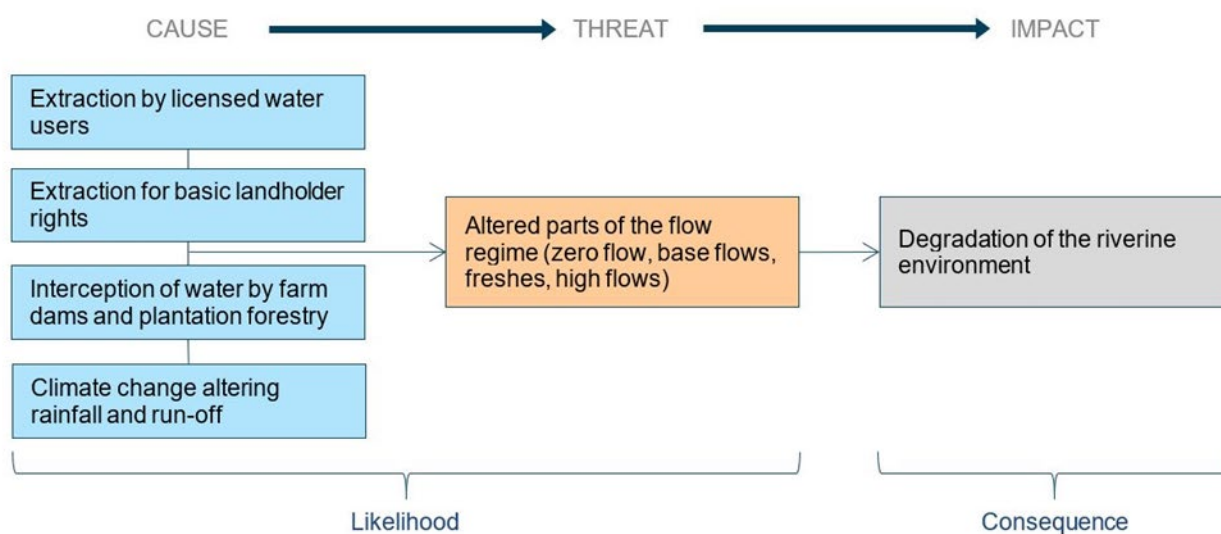 CAUSE THREAT IMPACT
Extraction by licensed water
users
Extraction for basic landholder
rights
Interception of water by farm
dams and plantation forestry
Climate change altering
rainfall and run-off
Altered parts of the flow
regime (zero flow, base flows,
freshes, high flows)
Degradation of the riverine
environment
Likelihood
Consequence